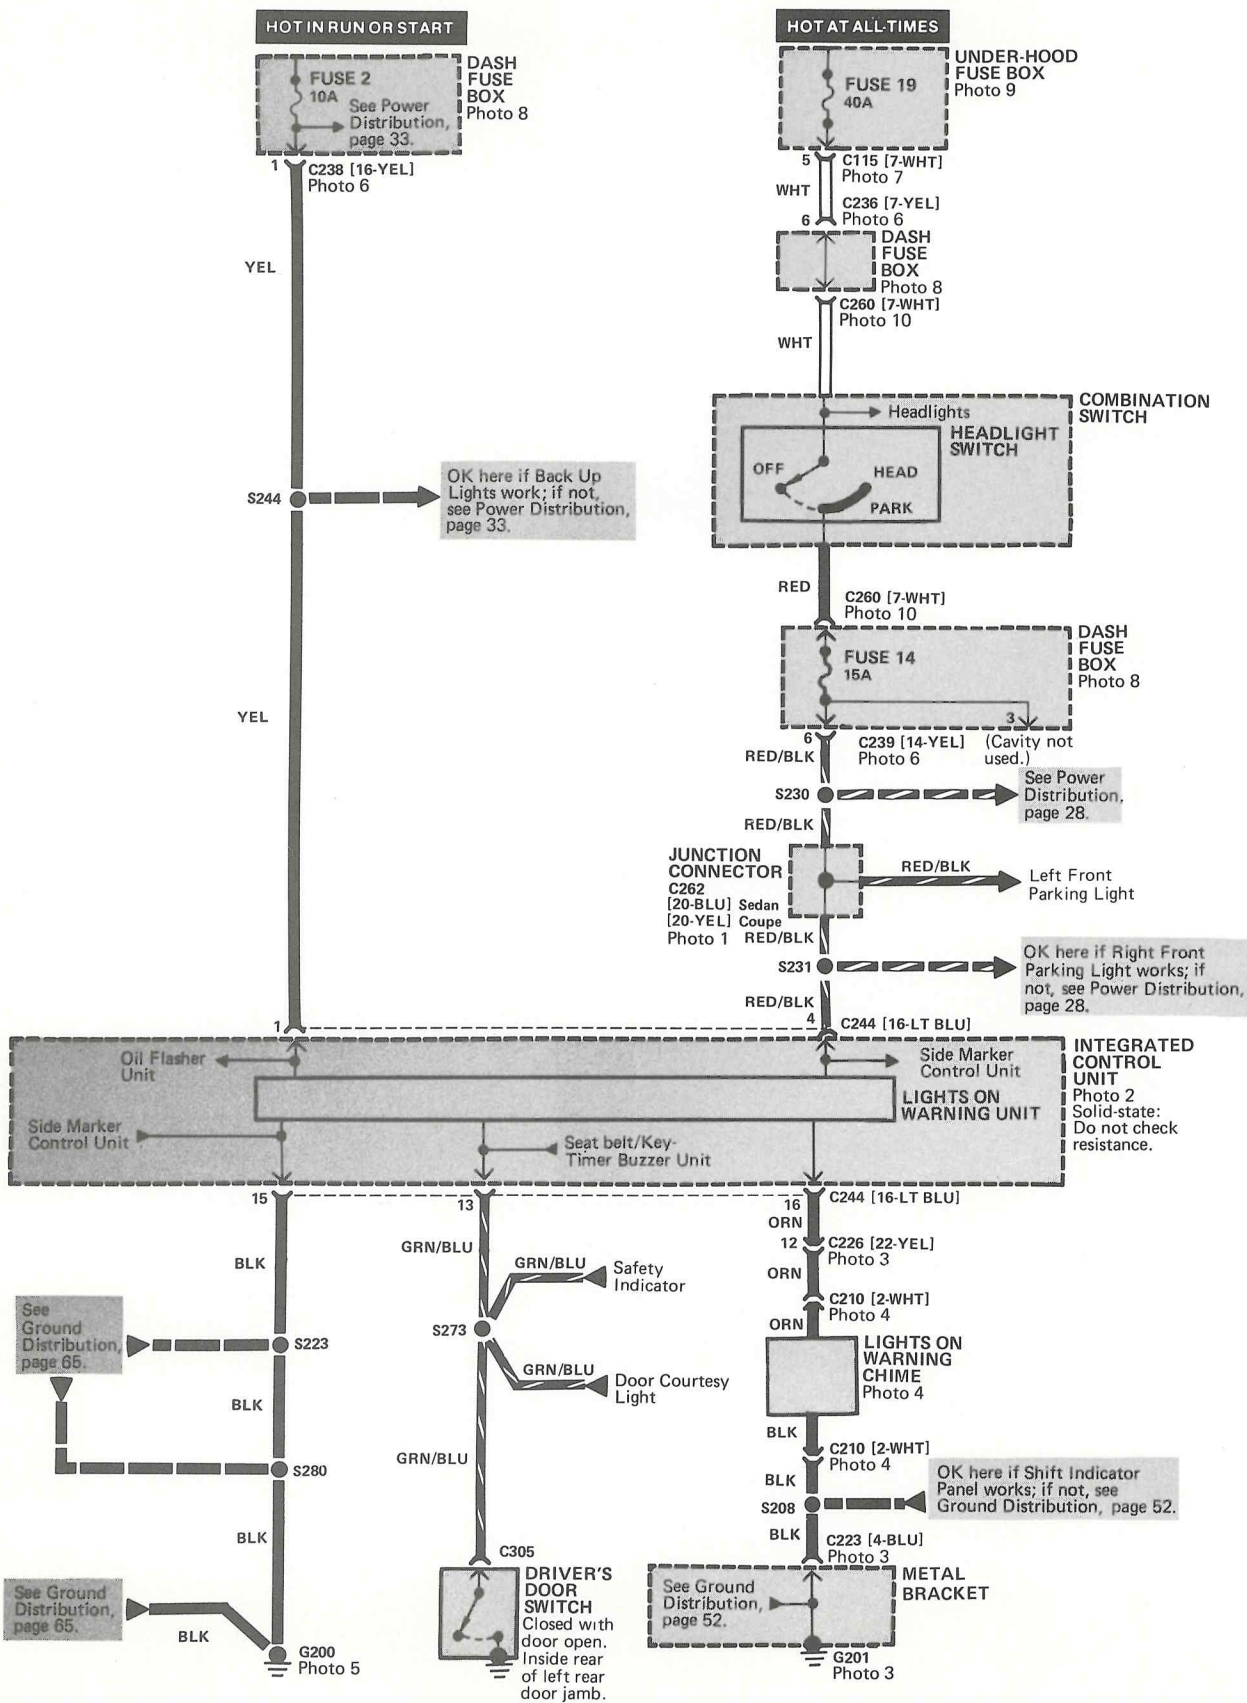 HOT IN RUN OR START
HOT AT ALL-TIMES
FUSE 2
10A
See Power
Distribution,
page 33.
DASH
FUSE
BOX
Photo 8
FUSE 19
40A
UNDER-HOOD
FUSE BOX
Photo 9
1
C238 [16-YEL]
Photo 6
5
C115 [7-WHT]
Photo 7
WHT
C236 [7-YEL]
6
Photo 6
DASH
FUSE
BOX
Photo 8
YEL
C260 [7-WHT]
Photo 10
WHT
COMBINATION
SWITCH
Headlights
HEADLIGHT
SWITCH
OFF
HEAD
PARK
S244
OK here if Back Up
Lights work; if not,
see Power Distribution,
page 33.
RED
C260 [7-WHT]
Photo 10
FUSE 14
15A
DASH
FUSE
BOX
Photo 8
YEL
3
6
C239 [14-YEL]
Photo 6
(Cavity not
used.)
RED/BLK
S230
See Power
Distribution,
page 28.
RED/BLK
JUNCTION
CONNECTOR
C262
[20-BLU] Sedan
[20-YEL] Coupe
Photo 1
RED/BLK
Left Front
Parking Light
RED/BLK
S231
OK here if Right Front
Parking Light works; if
not, see Power Distribution,
page 28.
RED/BLK
1
4
C244 [16-LT BLU]
INTEGRATED
CONTROL
UNIT
Photo 2
Solid-state:
Do not check
resistance.
Oil Flasher
Unit
Side Marker
Control Unit
LIGHTS ON
WARNING UNIT
Side Marker
Control Unit
Seat belt/Key-
Timer Buzzer Unit
15
13
16
C244 [16-LT BLU]
ORN
12
C226 [22-YEL]
Photo 3
BLK
GRN/BLU
GRN/BLU
Safety
Indicator
ORN
C210 [2-WHT]
Photo 4
ORN
See
Ground
Distribution,
page 65.
S223
S273
LIGHTS ON
WARNING
CHIME
Photo 4
GRN/BLU
Door Courtesy
Light
BLK
BLK
C210 [2-WHT]
Photo 4
GRN/BLU
S280
BLK
S208
OK here if Shift Indicator
Panel works; if not, see
Ground Distribution, page 52.
BLK
BLK
C223 [4-BLU]
Photo 3
C305
DRIVER'S
DOOR
SWITCH
Closed with
door open.
Inside rear
of left rear
door jamb.
See Ground
Distribution,
page 52.
METAL
BRACKET
See Ground
Distribution,
page 65.
BLK
G200
Photo 5
G201
Photo 3